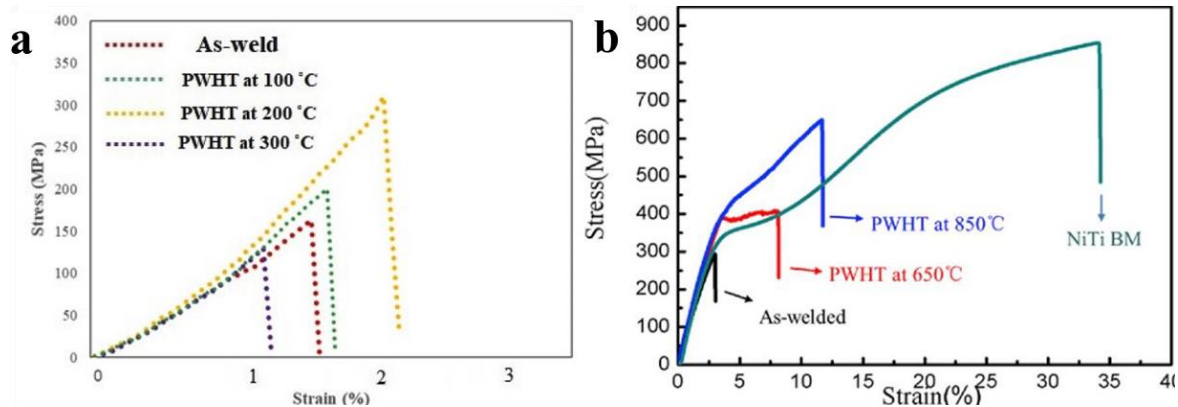 a
400
350
300
250
200
150
100
50
0
Stress (MPa)
As-weld
PWHT at 100 °C
PWHT at 200 °C
PWHT at 300 °C
0 1 2 3
Strain (%)
b
900
800
700
600
500
400
300
200
100
0
Stress(MPa)
PWHT at 850℃
NiTi BM
PWHT at 650℃
As-welded
0 5 10 15 20 25 30 35 40
Strain(%)